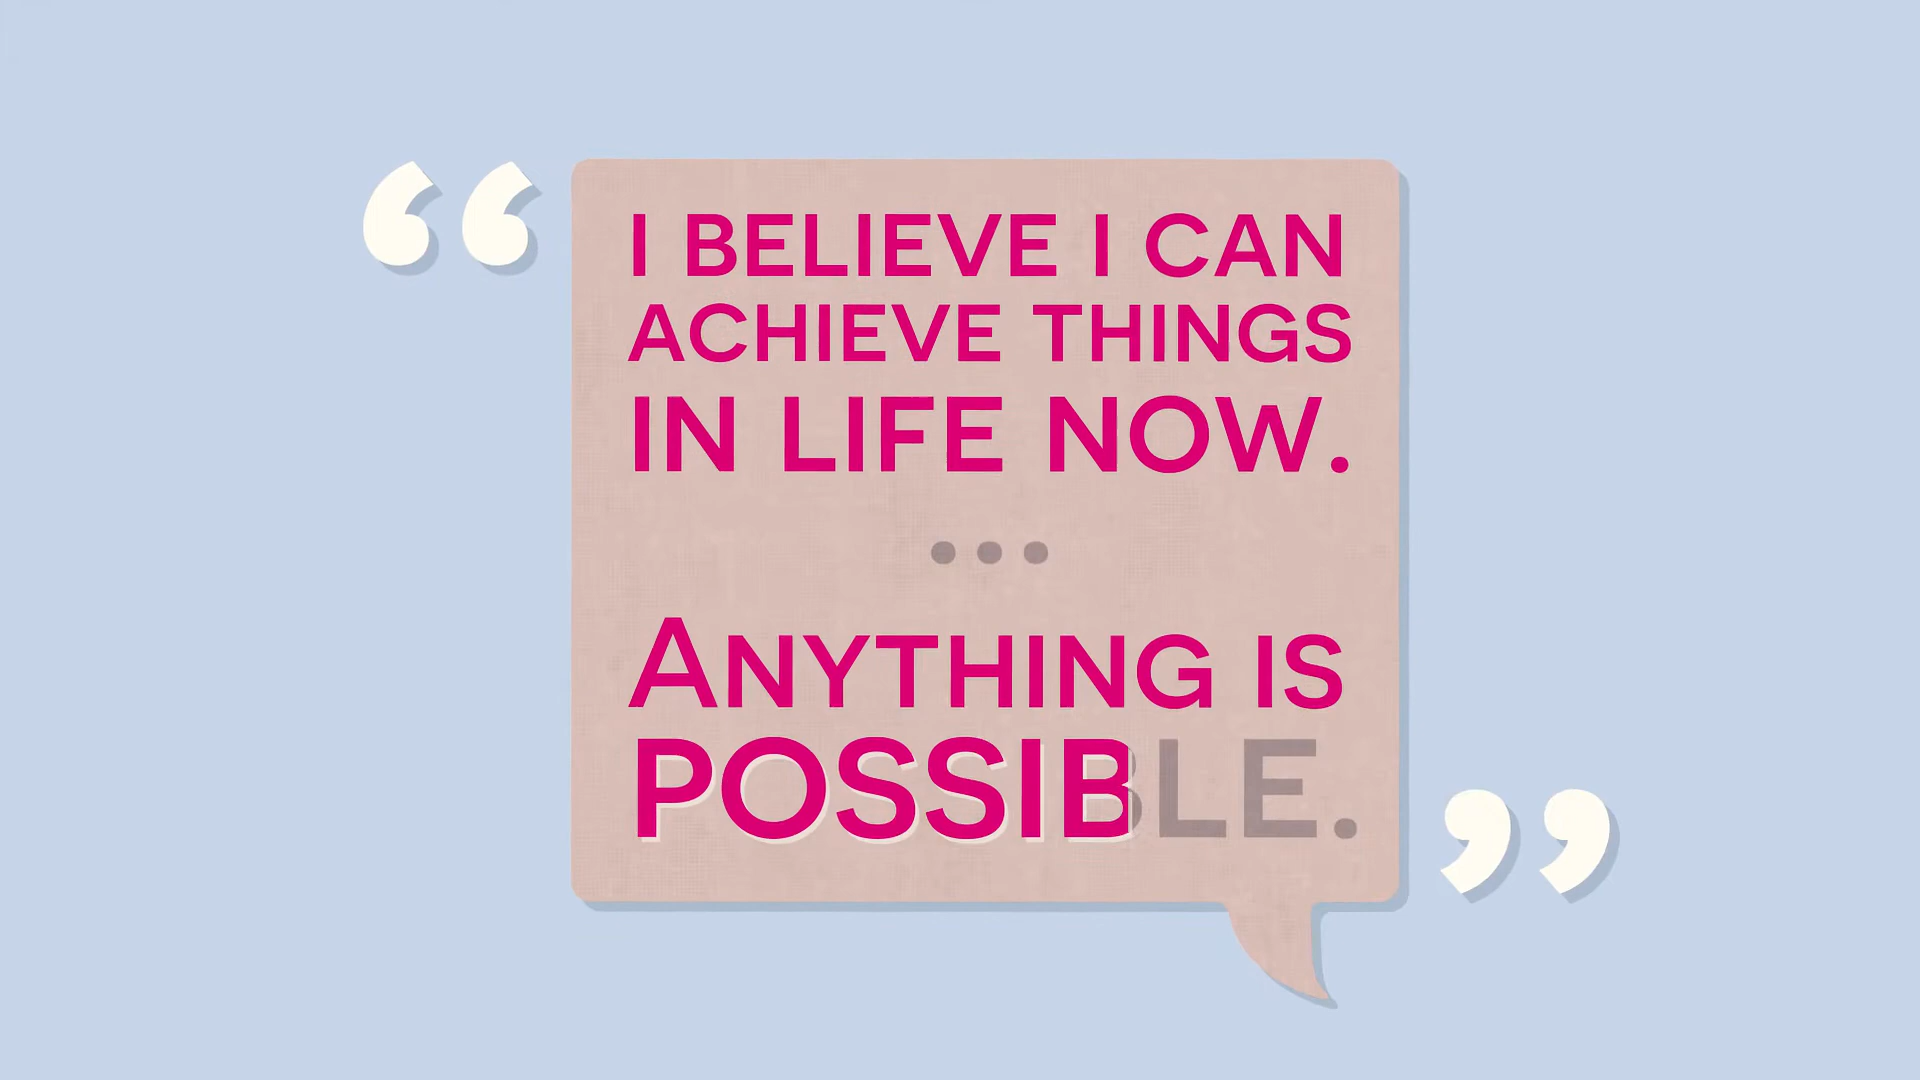 “
I BELIEVE I CAN
ACHIEVE THINGS
IN LIFE NOW.
...
ANYTHING IS
POSSIBLE.
”